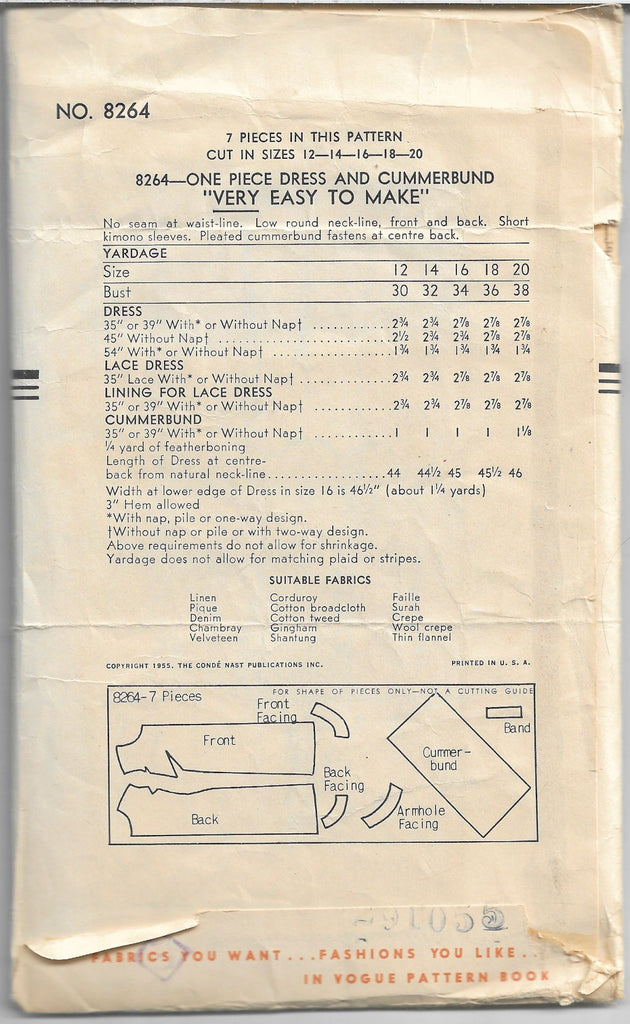 NO. 8264
7 PIECES IN THIS PATTERN
CUT IN SIZES 12—14—16—18—20
8264—ONE PIECE DRESS AND CUMMERBUND
"VERY EASY TO MAKE"
No seam at waist-line. Low round neck-line, front and back. Short
kimono sleeves. Pleated cummerbund fastens at centre back.
YARDAGE
Size 12 14 16 18 20
Bust 30 32 34 36 38
DRESS
35" or 39" With* or Without Nap† ............2¾ 2¾ 2⅞ 2⅞ 2⅞
45" Without Nap† ............2½ 2¾ 2¾ 2⅞ 2⅞
54" With* or Without Nap† ............1¾ 1¾ 1¾ 1¾ 1¾
LACE DRESS
35" Lace With* or Without Nap† ............2¾ 2¾ 2⅞ 2⅞ 2⅞
LINING FOR LACE DRESS
35" or 39" With* or Without Nap† ............2¾ 2¾ 2⅞ 2⅞ 2⅞
CUMMERBUND
35" or 39" With* or Without Nap† ............1 1 1 1 1⅛
¼ yard of featherboning
Length of Dress at centre-
back from natural neck-line............44 44½ 45 45½ 46
Width at lower edge of Dress in size 16 is 46½" (about 1¼ yards)
3" Hem allowed
*With nap, pile or one-way design.
†Without nap or pile or with two-way design.
Above requirements do not allow for shrinkage.
Yardage does not allow for matching plaid or stripes.
SUITABLE FABRICS
Linen Corduroy Faille
Pique Cotton broadcloth Surah
Denim Cotton tweed Crepe
Chambray Gingham Wool crepe
Velveteen Shantung Thin flannel
COPYRIGHT 1955, THE CONDÉ NAST PUBLICATIONS INC. PRINTED IN U. S. A.
8264-7 Pieces
FOR SHAPE OF PIECES ONLY—NOT A CUTTING GUIDE
Front
Facing
Front
Band
Cummer-
bund
Back
Facing
Armhole
Facing
Back
FABRICS YOU WANT...FASHIONS YOU LIKE..
IN VOGUE PATTERN BOOK